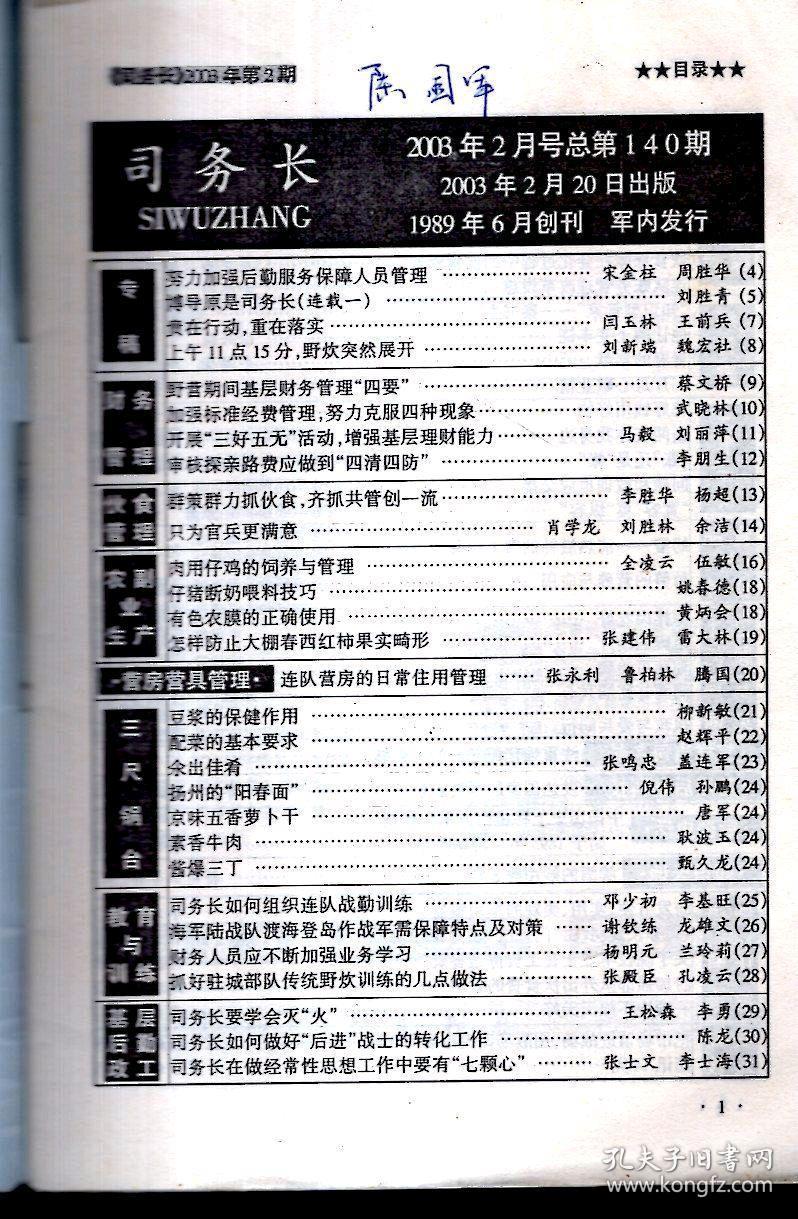 《司务长》2003年第2期
★★目录★★
国军
司务长
SIWUZHANG
2003年2月号总第140期
2003年2月20日出版
1989年6月创刊 军内发行
专稿
努力加强后勤服务保障人员管理 …… 宋金柱 周胜华(4)
博导原是司务长(连载一) …… 刘胜青(5)
贵在行动,重在落实 …… 闫玉林 王前兵(7)
上午11点15分,野炊突然展开 …… 刘新端 魏宏社(8)
财务管理
野营期间基层财务管理“四要” …… 蔡文桥(9)
加强标准经费管理,努力克服四种现象 …… 武晓林(10)
开展“三好五无”活动,增强基层理财能力 …… 马毅 刘丽萍(11)
审核探亲路费应做到“四清四防” …… 李朋生(12)
伙食管理
群策群力抓伙食,齐抓共管创一流 …… 李胜华 杨超(13)
只为官兵更满意 …… 肖学龙 刘胜林 余洁(14)
农副业生产
肉用仔鸡的饲养与管理 …… 全凌云 伍敏(16)
仔猪断奶喂料技巧 …… 姚春德(18)
有色农膜的正确使用 …… 黄炳会(18)
怎样防止大棚春西红柿果实畸形 …… 张建伟 雷大林(19)
·营房营具管理· 连队营房的日常住用管理 …… 张永利 鲁柏林 腾国(20)
三尺锅台
豆浆的保健作用 …… 柳新敏(21)
配菜的基本要求 …… 赵辉平(22)
汆出佳肴 …… 张鸣忠 盖连军(23)
扬州的“阳春面” …… 倪伟 孙鹏(24)
京味五香萝卜干 …… 唐军(24)
素香牛肉 …… 耿波玉(24)
酱爆三丁 …… 甄久龙(24)
教育与训练
司务长如何组织连队战勤训练 …… 邓少初 李基旺(25)
海军陆战队渡海登岛作战军需保障特点及对策 …… 谢钦练 龙雄文(26)
财务人员应不断加强业务学习 …… 杨明元 兰玲莉(27)
抓好驻城部队传统野炊训练的几点做法 …… 张殿臣 孔凌云(28)
基层后勤政工
司务长要学会灭“火” …… 王松森 李勇(29)
司务长如何做好“后进”战士的转化工作 …… 陈龙(30)
司务长在做经常性思想工作中要有“七颗心” …… 张士文 李士海(31)
·1·
孔夫子旧书网
www.kongfz.com